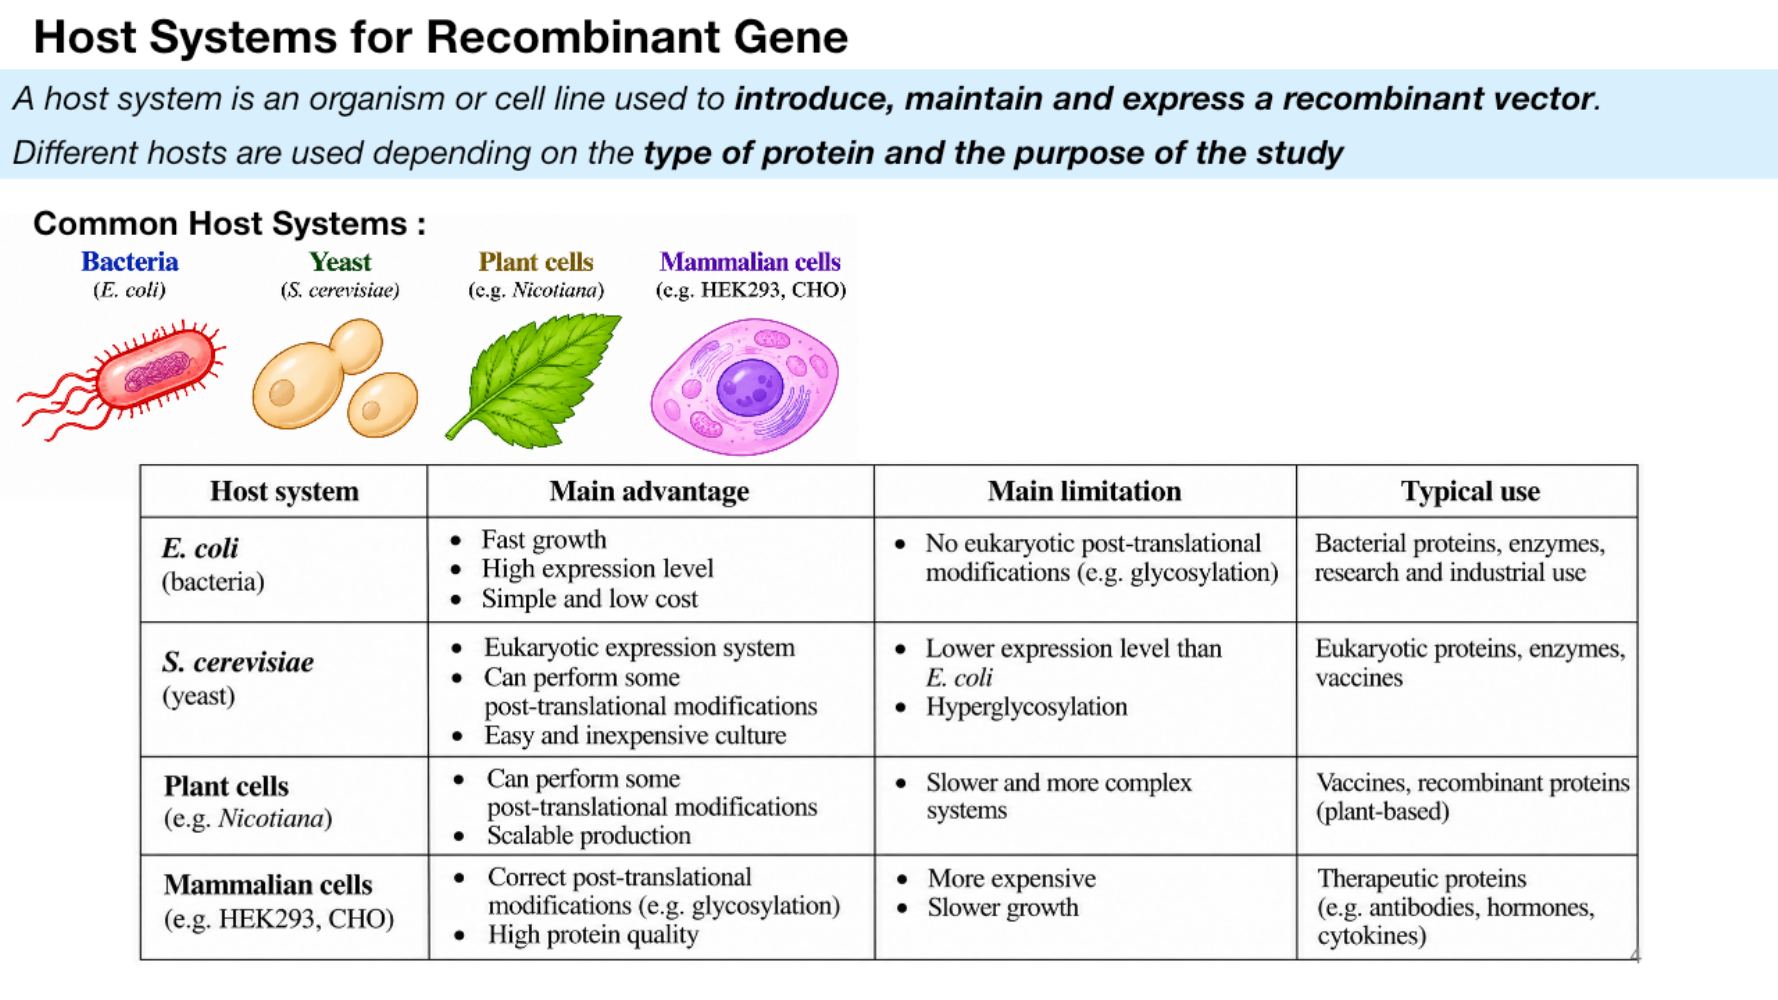 Host Systems for Recombinant Gene
A host system is an organism or cell line used to introduce, maintain and express a recombinant vector.
Different hosts are used depending on the type of protein and the purpose of the study
Common Host Systems :
Bacteria
(E. coli)
Yeast
(S. cerevisiae)
Plant cells
(e.g. Nicotiana)
Mammalian cells
(e.g. HEK293, CHO)
Host system
Main advantage
Main limitation
Typical use
E. coli
(bacteria)
• Fast growth
• High expression level
• Simple and low cost
• No eukaryotic post-translational
modifications (e.g. glycosylation)
Bacterial proteins, enzymes,
research and industrial use
S. cerevisiae
(yeast)
• Eukaryotic expression system
• Can perform some
post-translational modifications
• Easy and inexpensive culture
• Lower expression level than
E. coli
• Hyperglycosylation
Eukaryotic proteins, enzymes,
vaccines
Plant cells
(e.g. Nicotiana)
• Can perform some
post-translational modifications
• Scalable production
• Slower and more complex
systems
Vaccines, recombinant proteins
(plant-based)
Mammalian cells
(e.g. HEK293, CHO)
• Correct post-translational
modifications (e.g. glycosylation)
• High protein quality
• More expensive
• Slower growth
Therapeutic proteins
(e.g. antibodies, hormones,
cytokines)
4